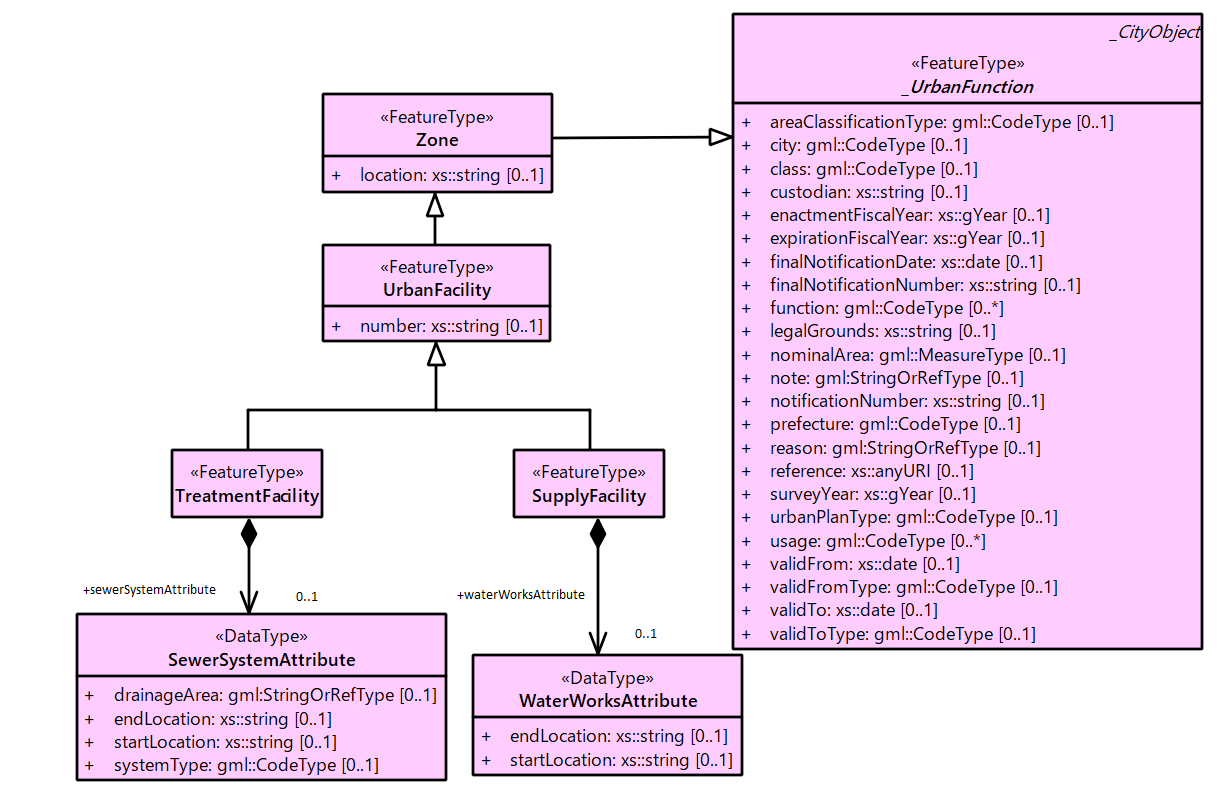 _CityObject
«FeatureType»
_UrbanFunction
+ areaClassificationType: gml::CodeType [0..1]
+ city: gml::CodeType [0..1]
+ class: gml::CodeType [0..1]
+ custodian: xs::string [0..1]
+ enactmentFiscalYear: xs::gYear [0..1]
+ expirationFiscalYear: xs::gYear [0..1]
+ finalNotificationDate: xs::date [0..1]
+ finalNotificationNumber: xs::string [0..1]
+ function: gml::CodeType [0..*]
+ legalGrounds: xs::string [0..1]
+ nominalArea: gml::MeasureType [0..1]
+ note: gml:StringOrRefType [0..1]
+ notificationNumber: xs::string [0..1]
+ prefecture: gml::CodeType [0..1]
+ reason: gml:StringOrRefType [0..1]
+ reference: xs::anyURI [0..1]
+ surveyYear: xs::gYear [0..1]
+ urbanPlanType: gml::CodeType [0..1]
+ usage: gml::CodeType [0..*]
+ validFrom: xs::date [0..1]
+ validFromType: gml::CodeType [0..1]
+ validTo: xs::date [0..1]
+ validToType: gml::CodeType [0..1]
«FeatureType»
Zone
+ location: xs::string [0..1]
«FeatureType»
UrbanFacility
+ number: xs::string [0..1]
«FeatureType»
TreatmentFacility
«FeatureType»
SupplyFacility
+sewerSystemAttribute
0..1
+waterWorksAttribute
0..1
«DataType»
SewerSystemAttribute
+ drainageArea: gml:StringOrRefType [0..1]
+ endLocation: xs::string [0..1]
+ startLocation: xs::string [0..1]
+ systemType: gml::CodeType [0..1]
«DataType»
WaterWorksAttribute
+ endLocation: xs::string [0..1]
+ startLocation: xs::string [0..1]